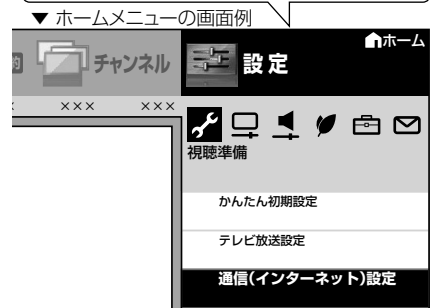 ▼ ホームメニューの画面例
チャンネル
設定
ホーム
××× ×××
視聴準備
かんたん初期設定
テレビ放送設定
通信(インターネット)設定